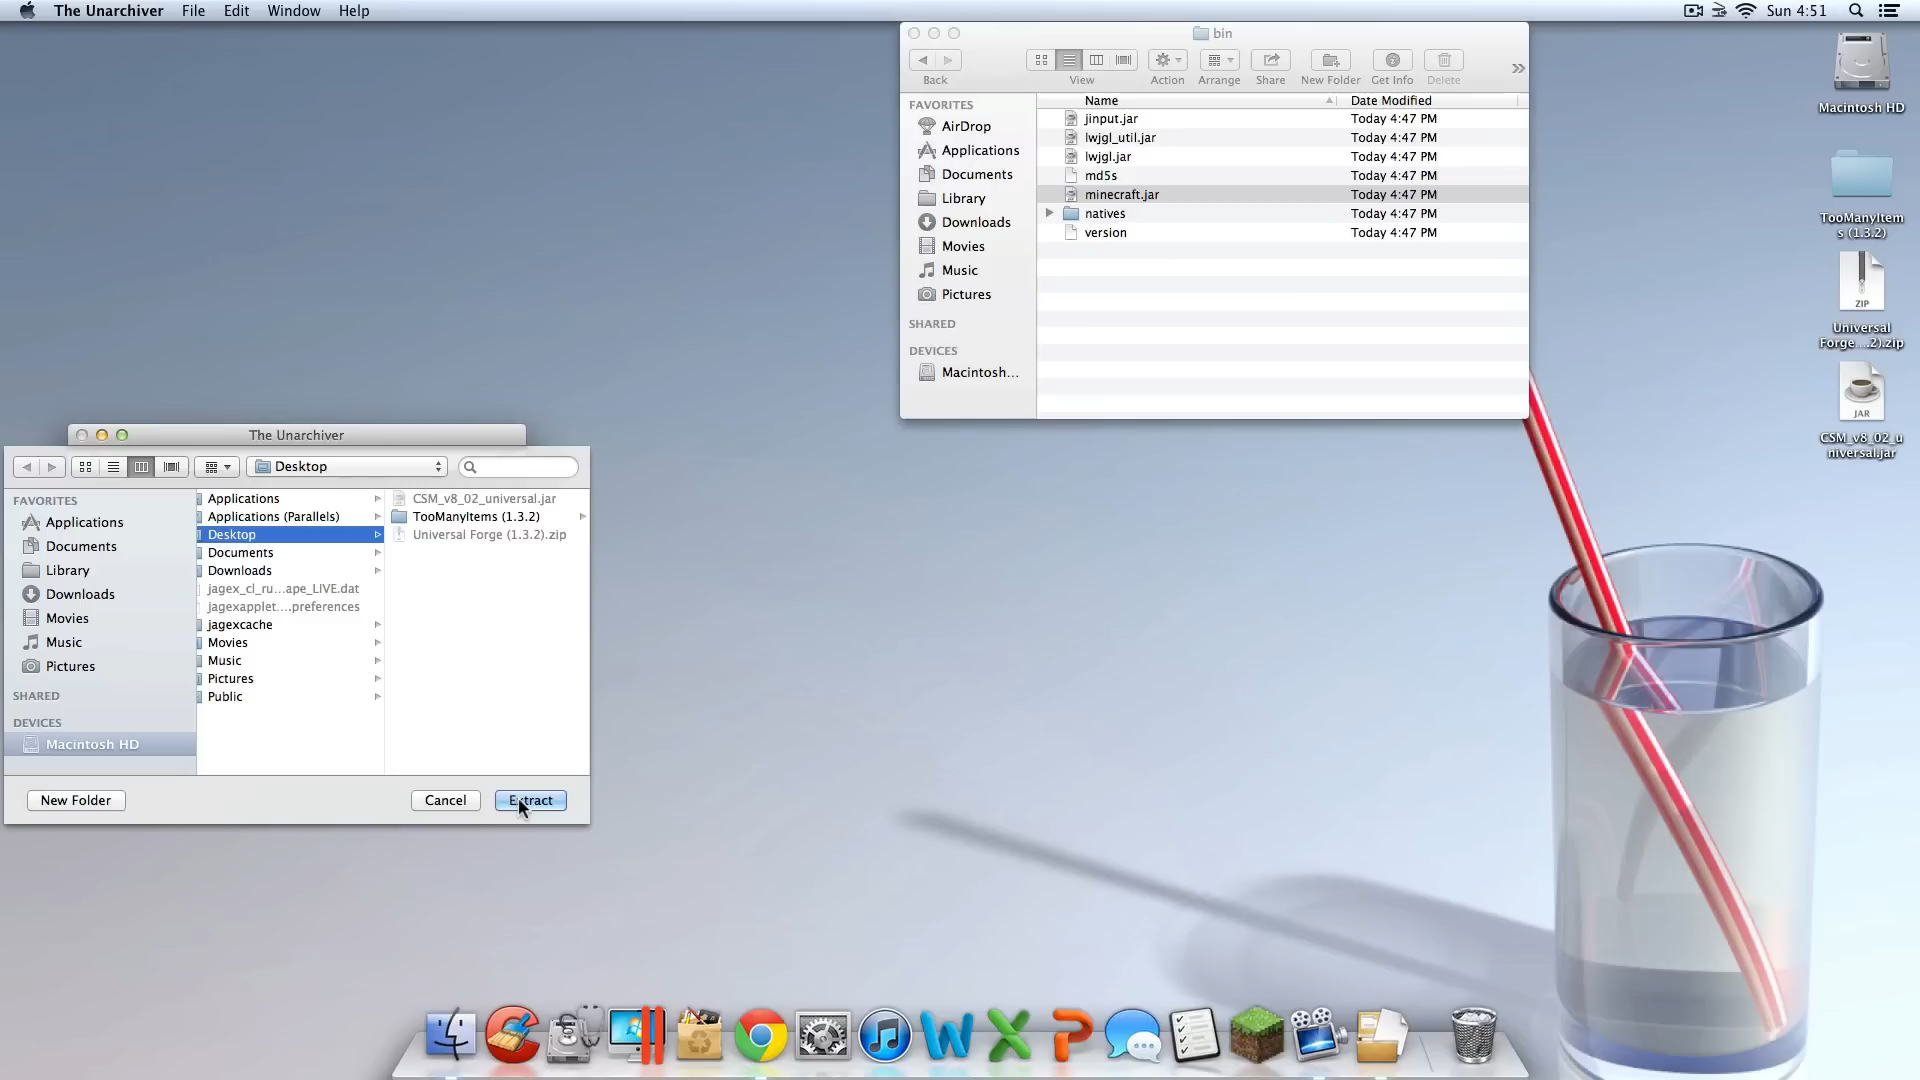 The Unarchiver File Edit Window Help
Sun 4:51
bin
Back
View
Action
Arrange
Share
New Folder
Get Info
Delete
FAVORITES
AirDrop
Applications
Documents
Library
Downloads
Movies
Music
Pictures
SHARED
DEVICES
Macintosh...
Name Date Modified
jinput.jar Today 4:47 PM
lwjgl_util.jar Today 4:47 PM
lwjgl.jar Today 4:47 PM
md5s Today 4:47 PM
minecraft.jar Today 4:47 PM
natives Today 4:47 PM
version Today 4:47 PM
Macintosh HD
TooManyItem
s (1.3.2)
ZIP
Universal
Forge ...2).zip
JAR
CSM_v8_02_u
niversal.jar
The Unarchiver
Desktop
FAVORITES
Applications
Documents
Library
Downloads
Movies
Music
Pictures
SHARED
DEVICES
Macintosh HD
Applications
Applications (Parallels)
Desktop
Documents
Downloads
jagex_cl_ru...ape_LIVE.dat
jagexapplet....preferences
jagexcache
Movies
Music
Pictures
Public
CSM_v8_02_universal.jar
TooManyItems (1.3.2)
Universal Forge (1.3.2).zip
New Folder
Cancel
Extract